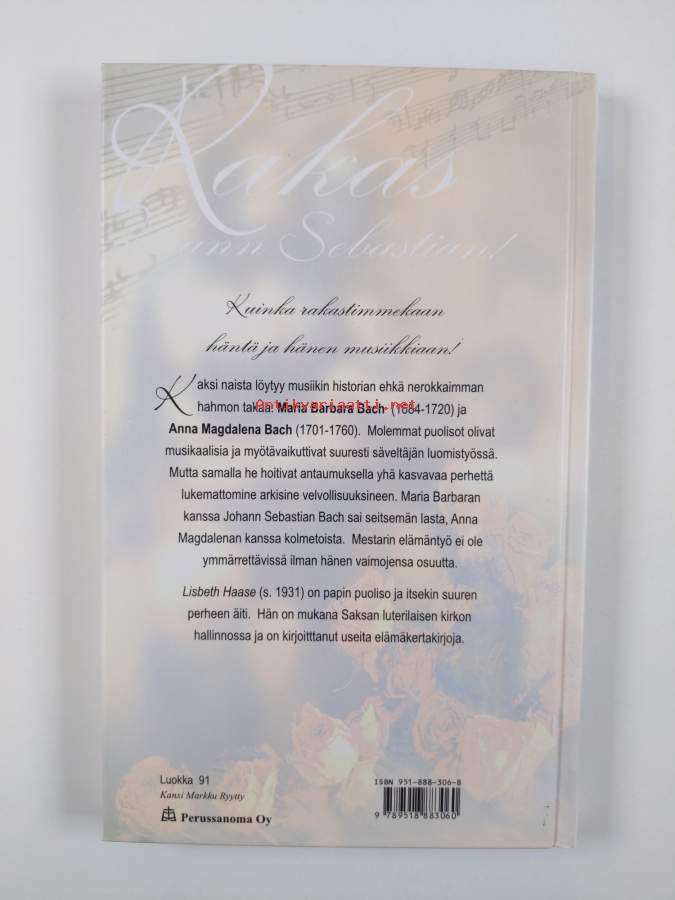 Rakas
ann Sebastian!
Kuinka rakastimmekaan
häntä ja hänen musiikkiaan!
Kaksi naista löytyy musiikin historian ehkä nerokkaimman
hahmon takaa: Maria Barbara Bach (1684-1720) ja
Antikvariaatti.net
Anna Magdalena Bach (1701-1760). Molemmat puolisot olivat
musikaalisia ja myötävaikuttivat suuresti säveltäjän luomistyössä.
Mutta samalla he hoitivat antaumuksella yhä kasvavaa perhettä
lukemattomine arkisine velvollisuuksineen. Maria Barbaran
kanssa Johann Sebastian Bach sai seitsemän lasta, Anna
Magdalenan kanssa kolmetoista. Mestarin elämäntyö ei ole
ymmärrettävissä ilman hänen vaimojensa osuutta.
Lisbeth Haase (s. 1931) on papin puoliso ja itsekin suuren
perheen äiti. Hän on mukana Saksan luterilaisen kirkon
hallinnossa ja on kirjoitttanut useita elämäkertakirjoja.
Luokka 91
Kansi Markku Ryytty
Perussanoma Oy
ISBN 951-888-306-8
9 789518 883060